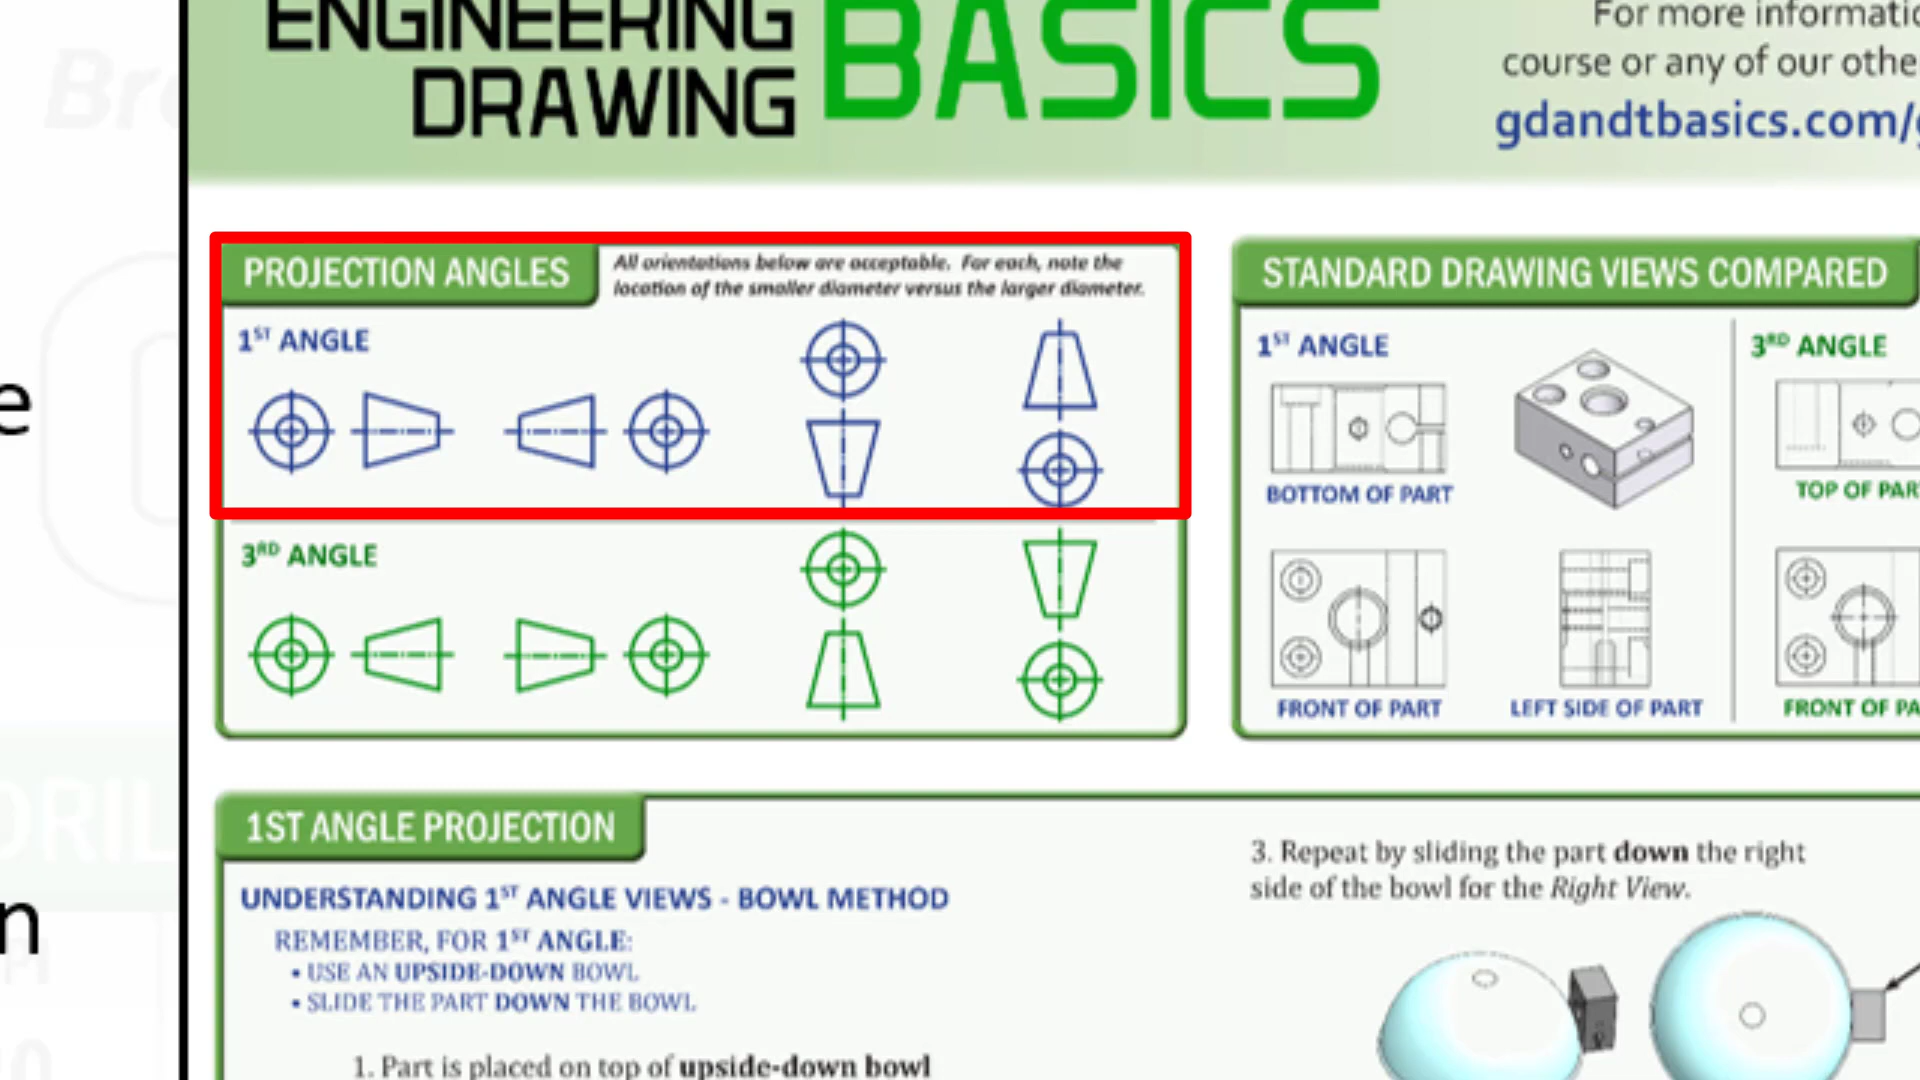 ENGINEERING
DRAWING
BASICS
For more informatio
course or any of our othe
gdandtbasics.com/g
PROJECTION ANGLES
All orientations below are acceptable. For each, note the
location of the smaller diameter versus the larger diameter.
1ST ANGLE
3RD ANGLE
STANDARD DRAWING VIEWS COMPARED
1ST ANGLE
BOTTOM OF PART
FRONT OF PART
LEFT SIDE OF PART
3RD ANGLE
TOP OF PAR
FRONT OF PA
1ST ANGLE PROJECTION
UNDERSTANDING 1ST ANGLE VIEWS - BOWL METHOD
REMEMBER, FOR 1ST ANGLE:
• USE AN UPSIDE-DOWN BOWL
• SLIDE THE PART DOWN THE BOWL
1. Part is placed on top of upside-down bowl
3. Repeat by sliding the part down the right
side of the bowl for the Right View.
e
n